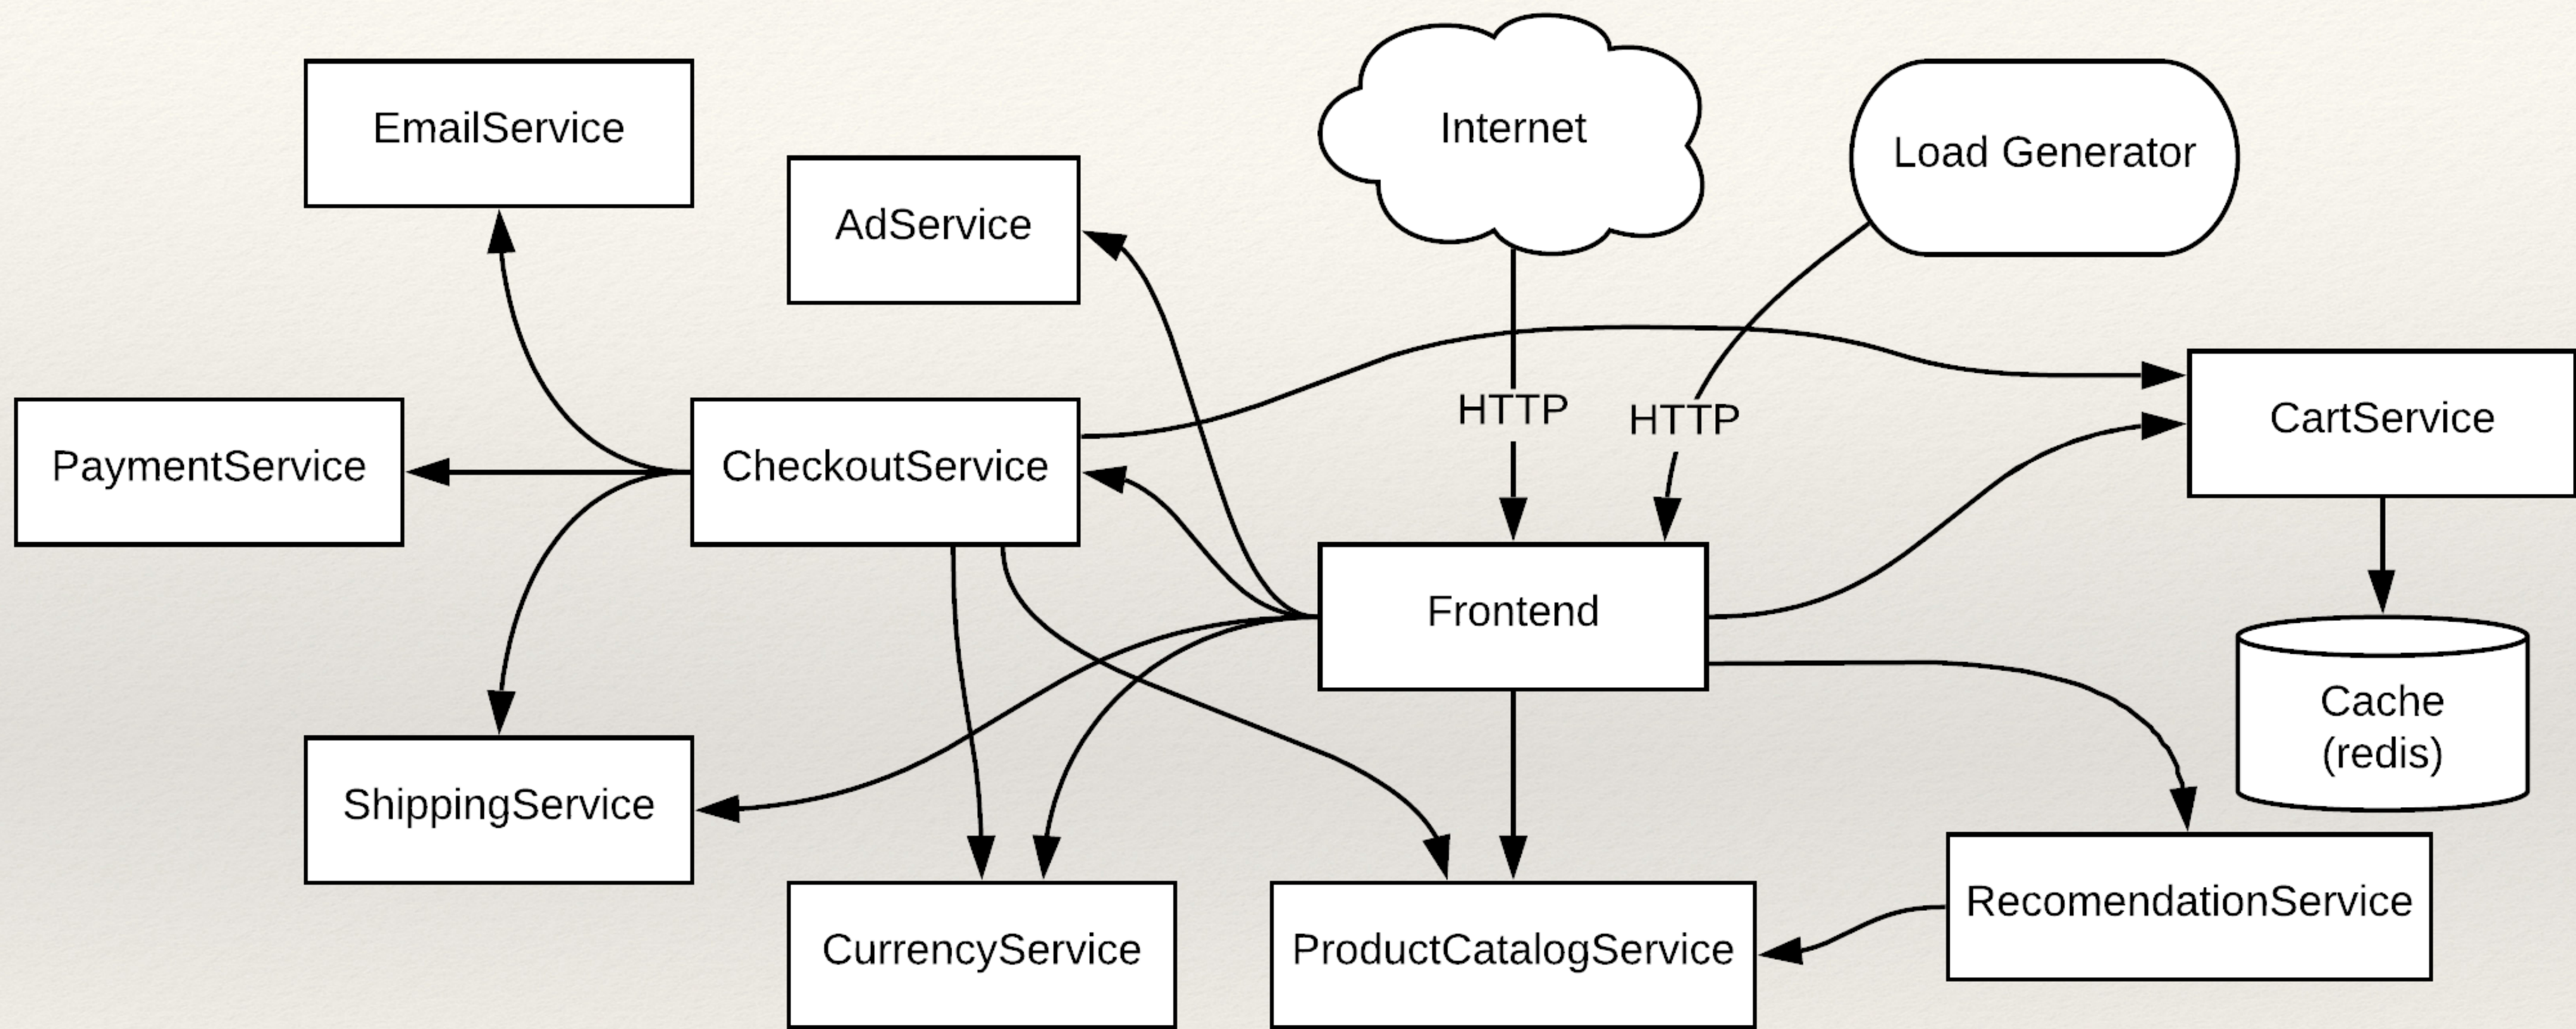 EmailService
Internet
Load Generator
AdService
HTTP
HTTP
CartService
PaymentService
CheckoutService
Frontend
Cache
(redis)
ShippingService
RecomendationService
CurrencyService
ProductCatalogService